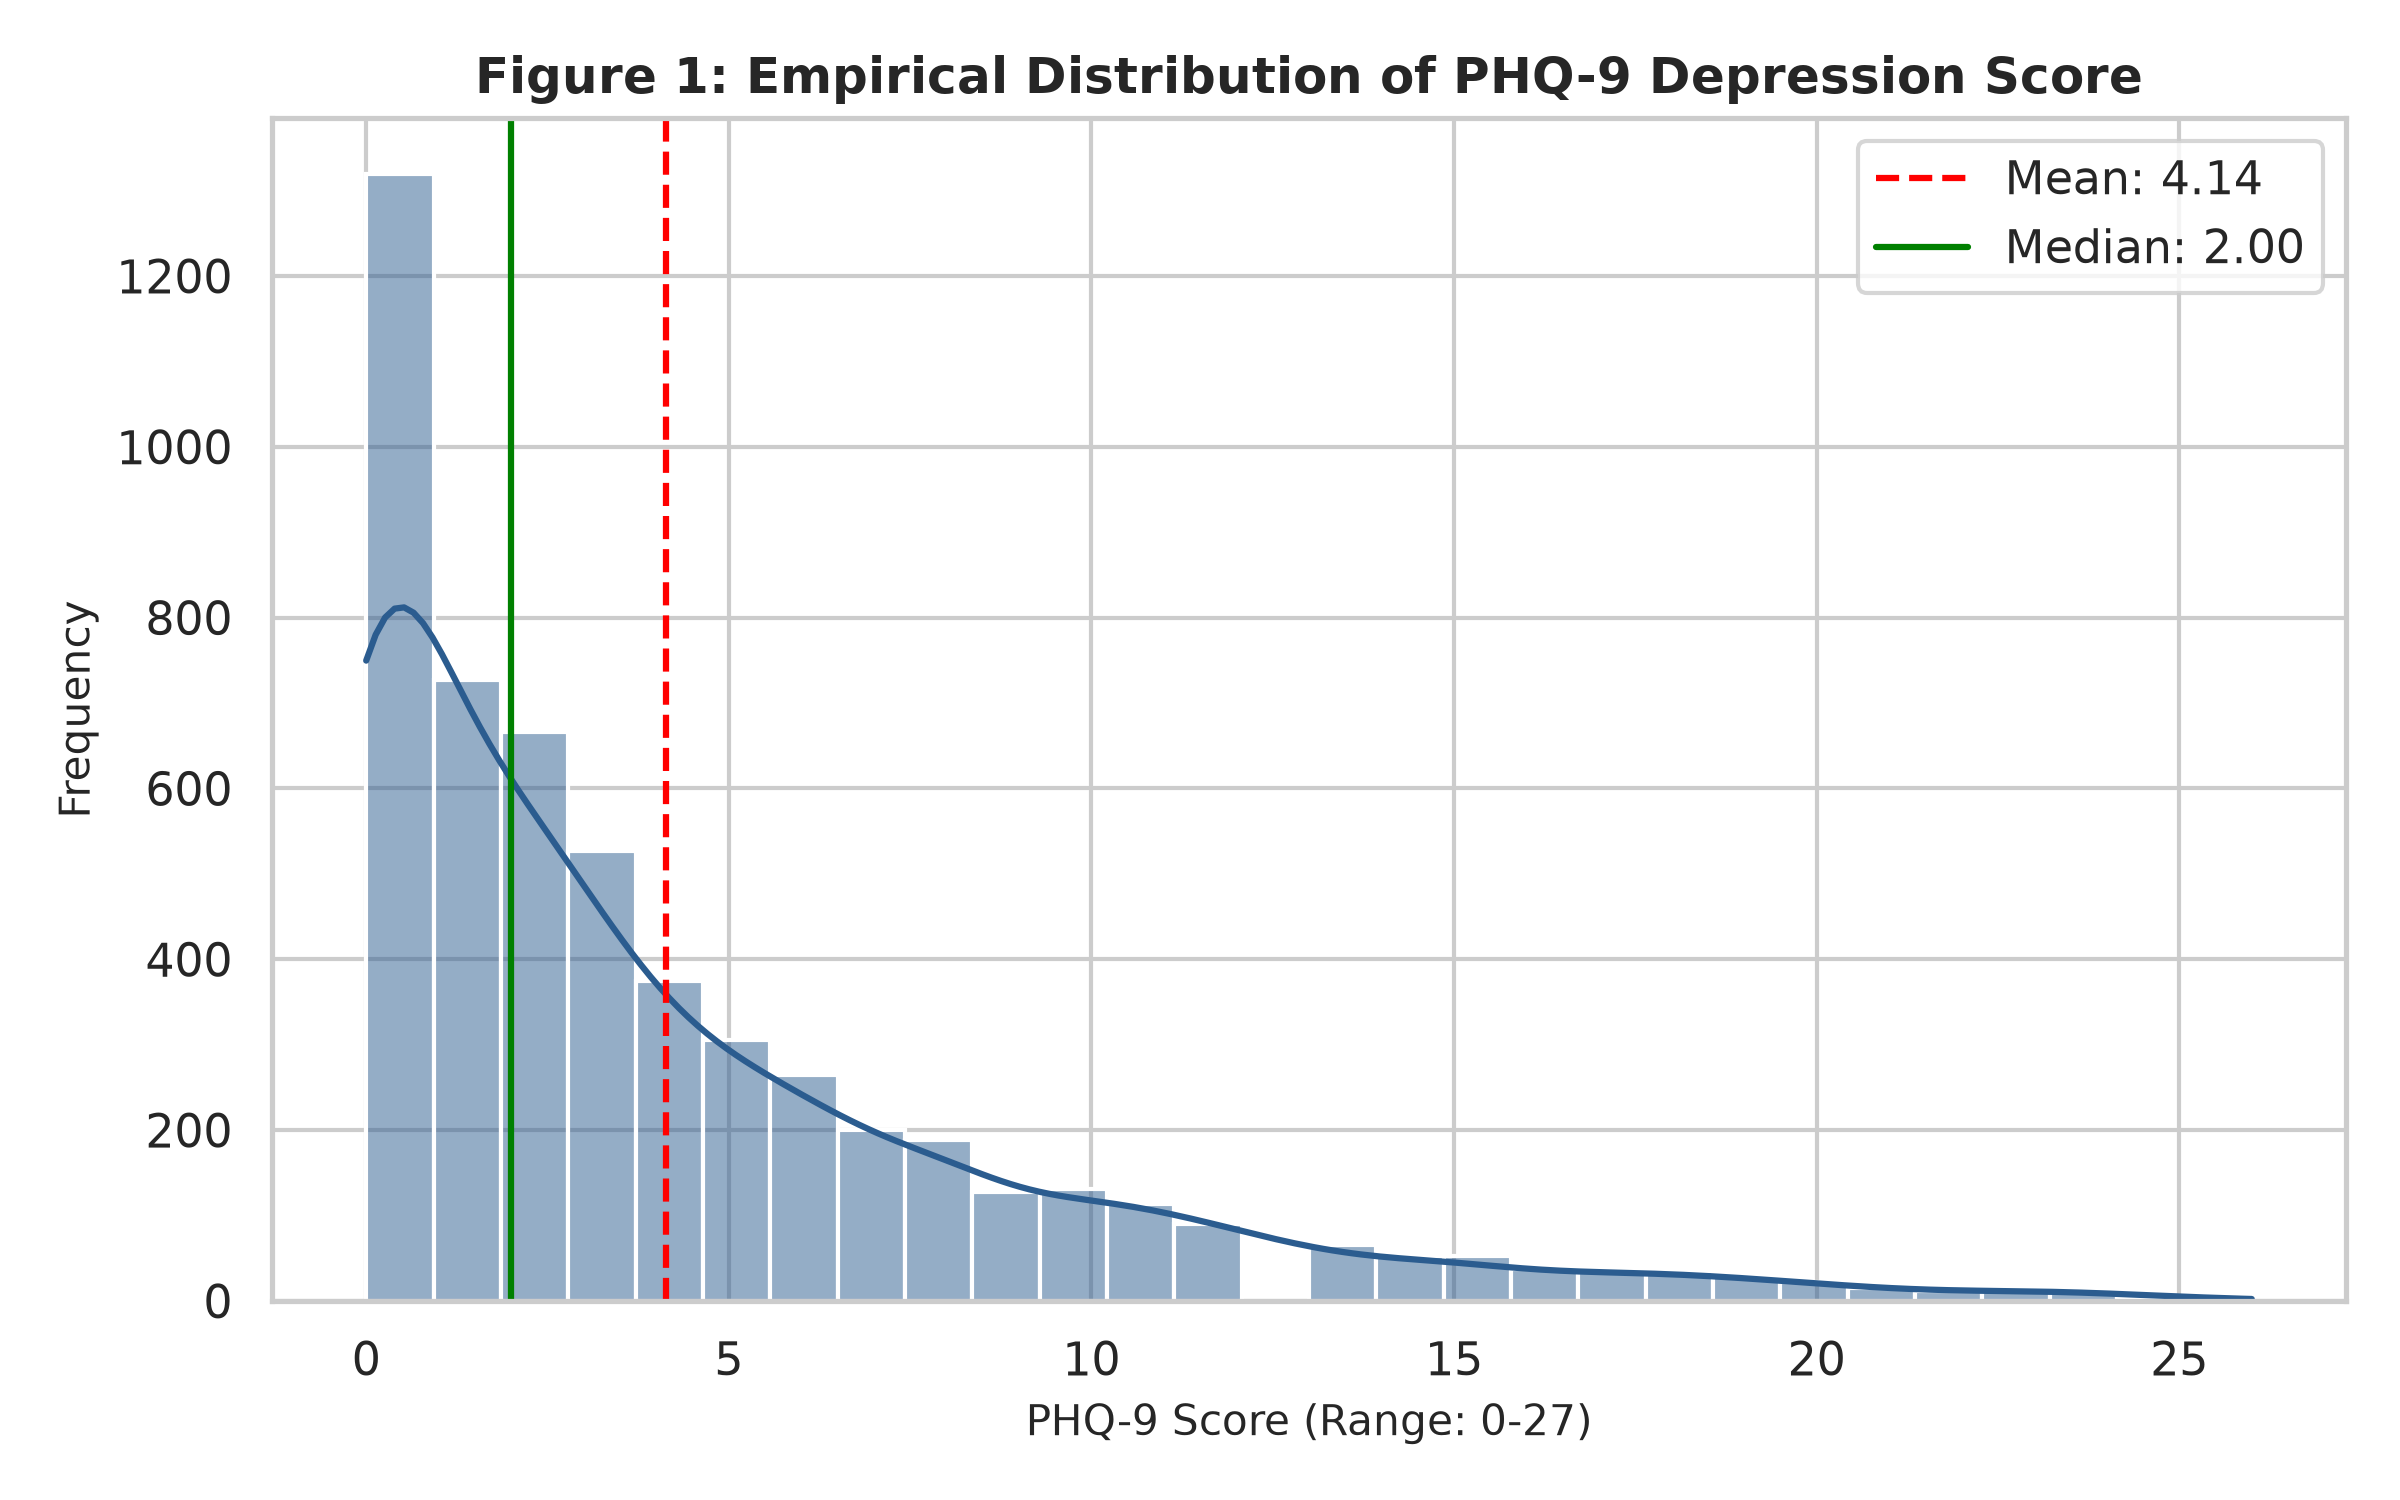 Figure 1: Empirical Distribution of PHQ-9 Depression Score
Mean: 4.14
Median: 2.00
1200
1000
800
600
400
200
0
Frequency
0 5 10 15 20 25
PHQ-9 Score (Range: 0-27)